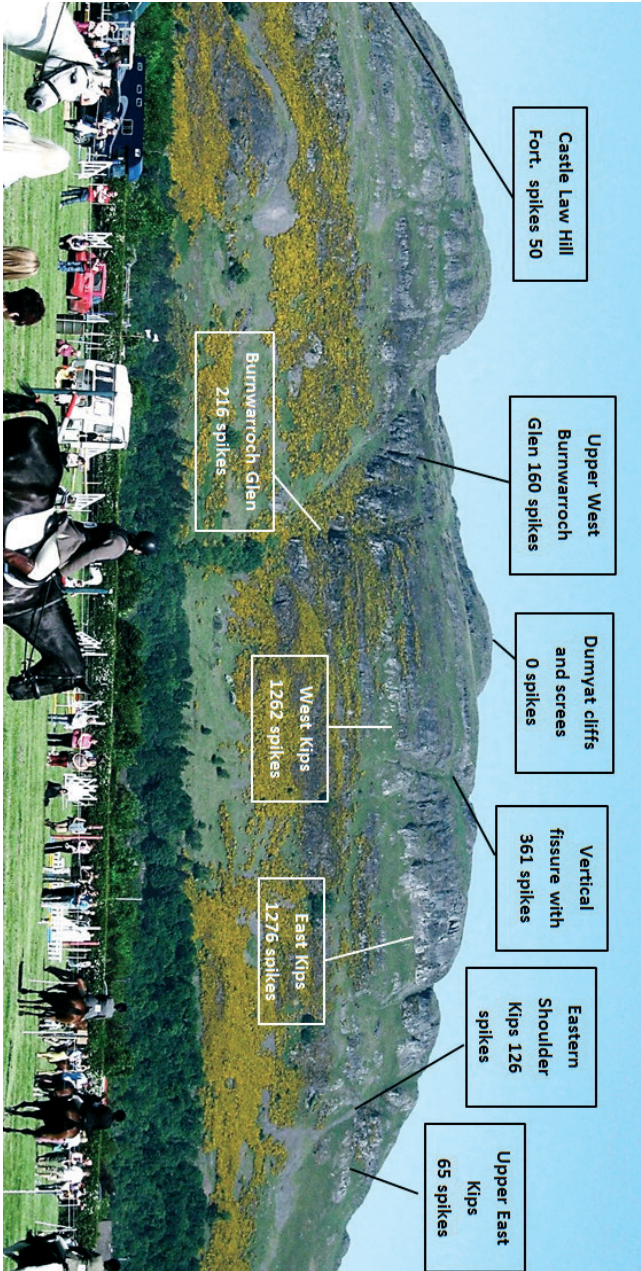 Castle Law Hill
Fort. spikes 50
Upper West
Burnwarroch
Glen 160 spikes
Dumyat cliffs
and screes
0 spikes
Vertical
fissure with
361 spikes
Eastern
Shoulder
Kips 126
spikes
Upper East
Kips
65 spikes
Burnwarroch Glen
216 spikes
West Kips
1262 spikes
East Kips
1276 spikes